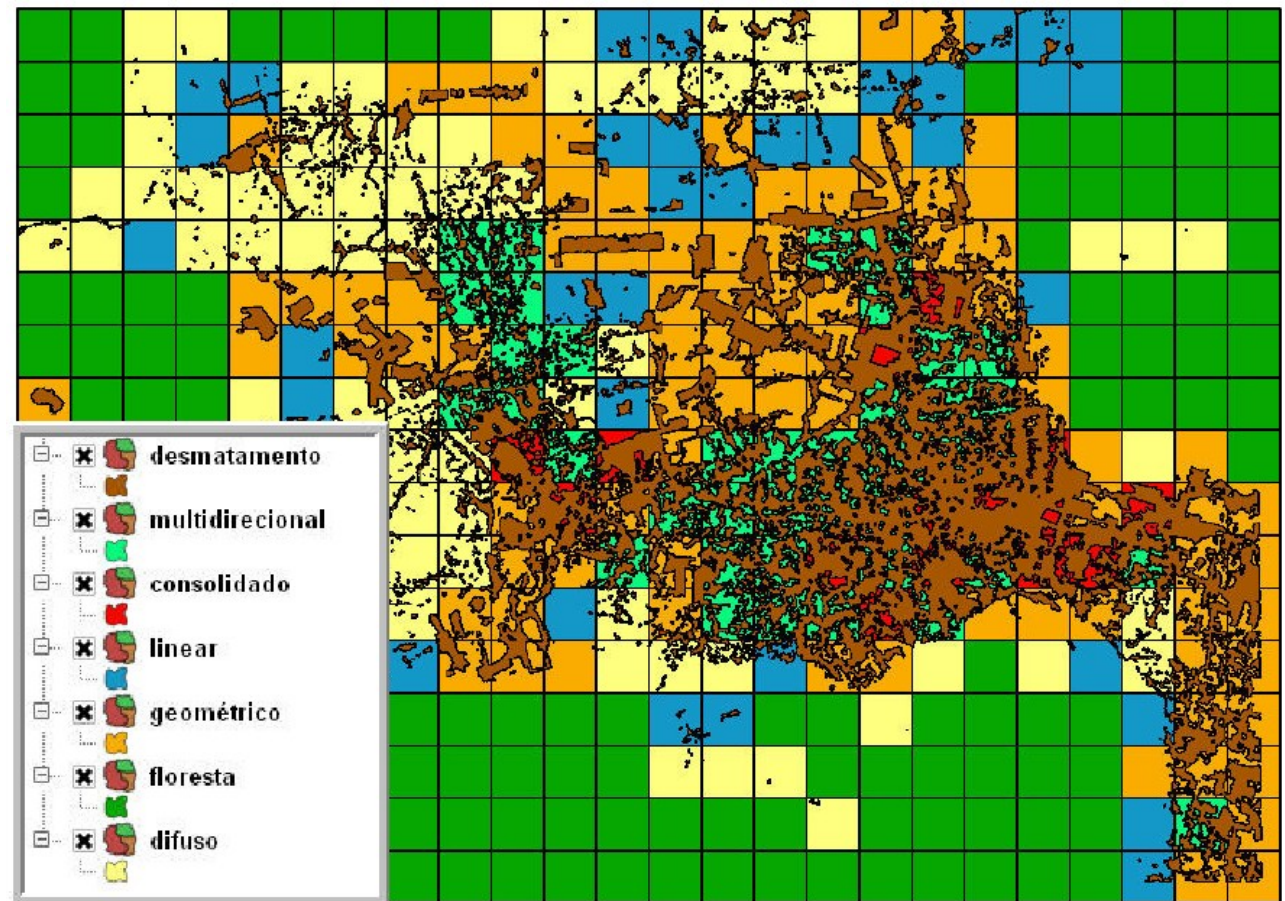 desmatamento
multidirecional
consolidado
linear
geométrico
floresta
difuso